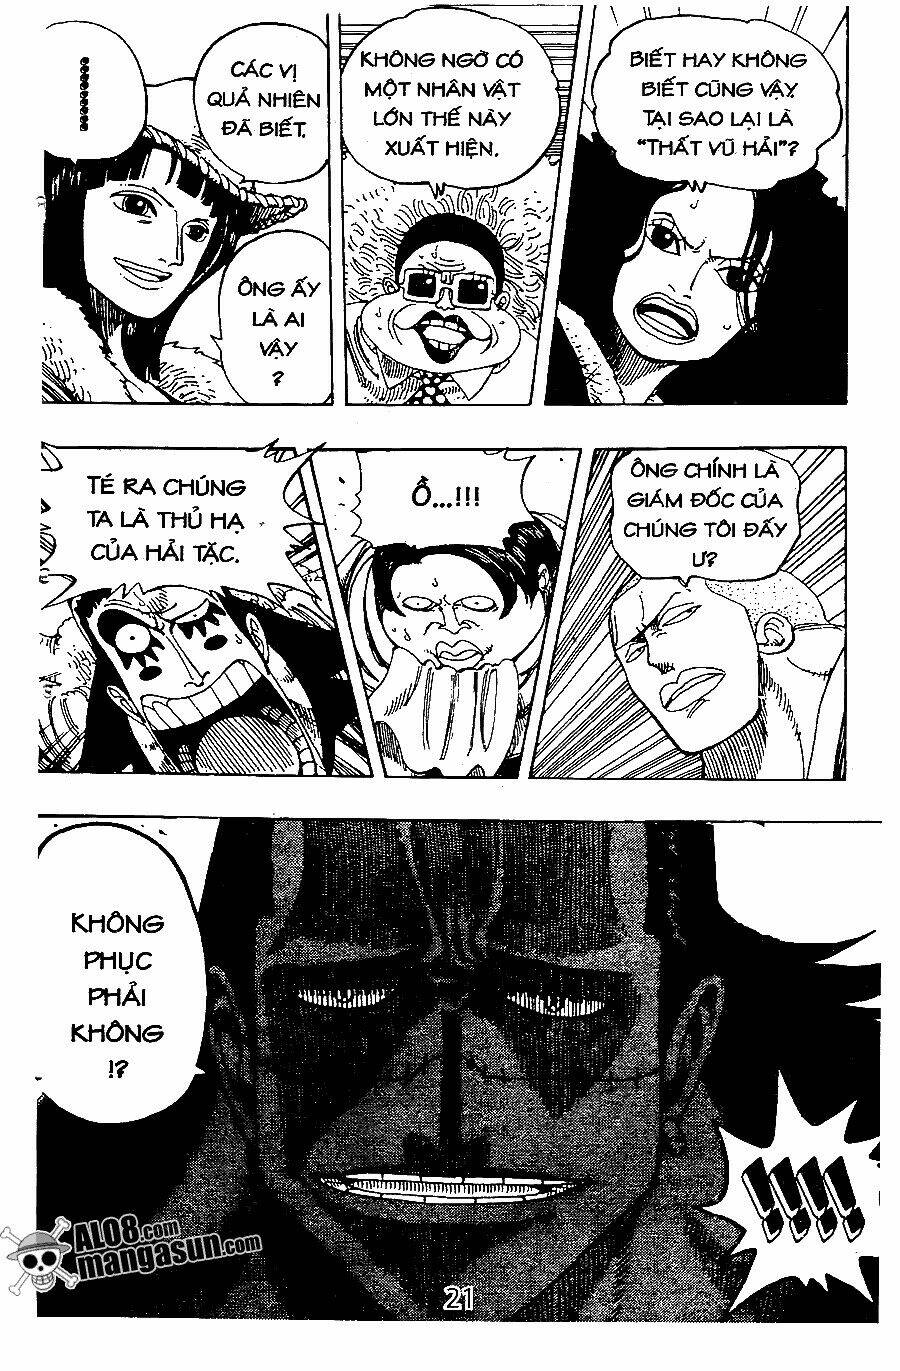 ..........
CÁC VỊ
QUẢ NHIÊN
ĐÃ BIẾT.
ÔNG ẤY
LÀ AI
VẬY
?
KHÔNG NGỜ CÓ
MỘT NHÂN VẬT
LỚN THẾ NÀY
XUẤT HIỆN.
BIẾT HAY KHÔNG
BIẾT CŨNG VẬY
TẠI SAO LẠI LÀ
“THẤT VŨ HẢI”?
TÉ RA CHÚNG
TA LÀ THỦ HẠ
CỦA HẢI TẶC.
Ồ...!!!
ÔNG CHÍNH LÀ
GIÁM ĐỐC CỦA
CHÚNG TÔI ĐẤY
Ư?
KHÔNG
PHỤC
PHẢI
KHÔNG
!?
!!!!
AL08.com
mangasun.com
21